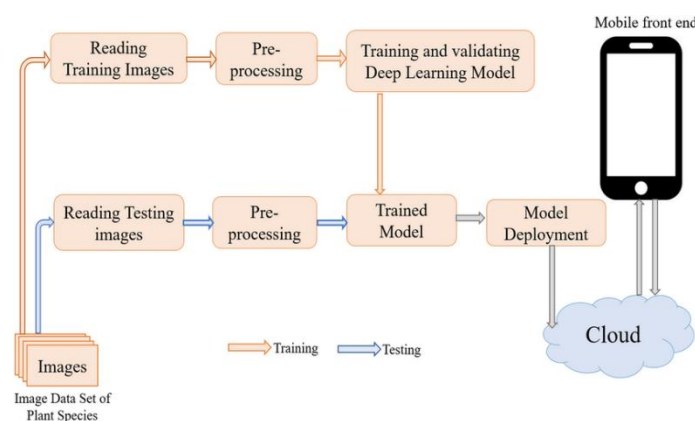 Mobile front end
Reading
Training Images
Pre-
processing
Training and validating
Deep Learning Model
Reading Testing
images
Pre-
processing
Trained
Model
Model
Deployment
Cloud
Images
Training
Testing
Image Data Set of
Plant Species